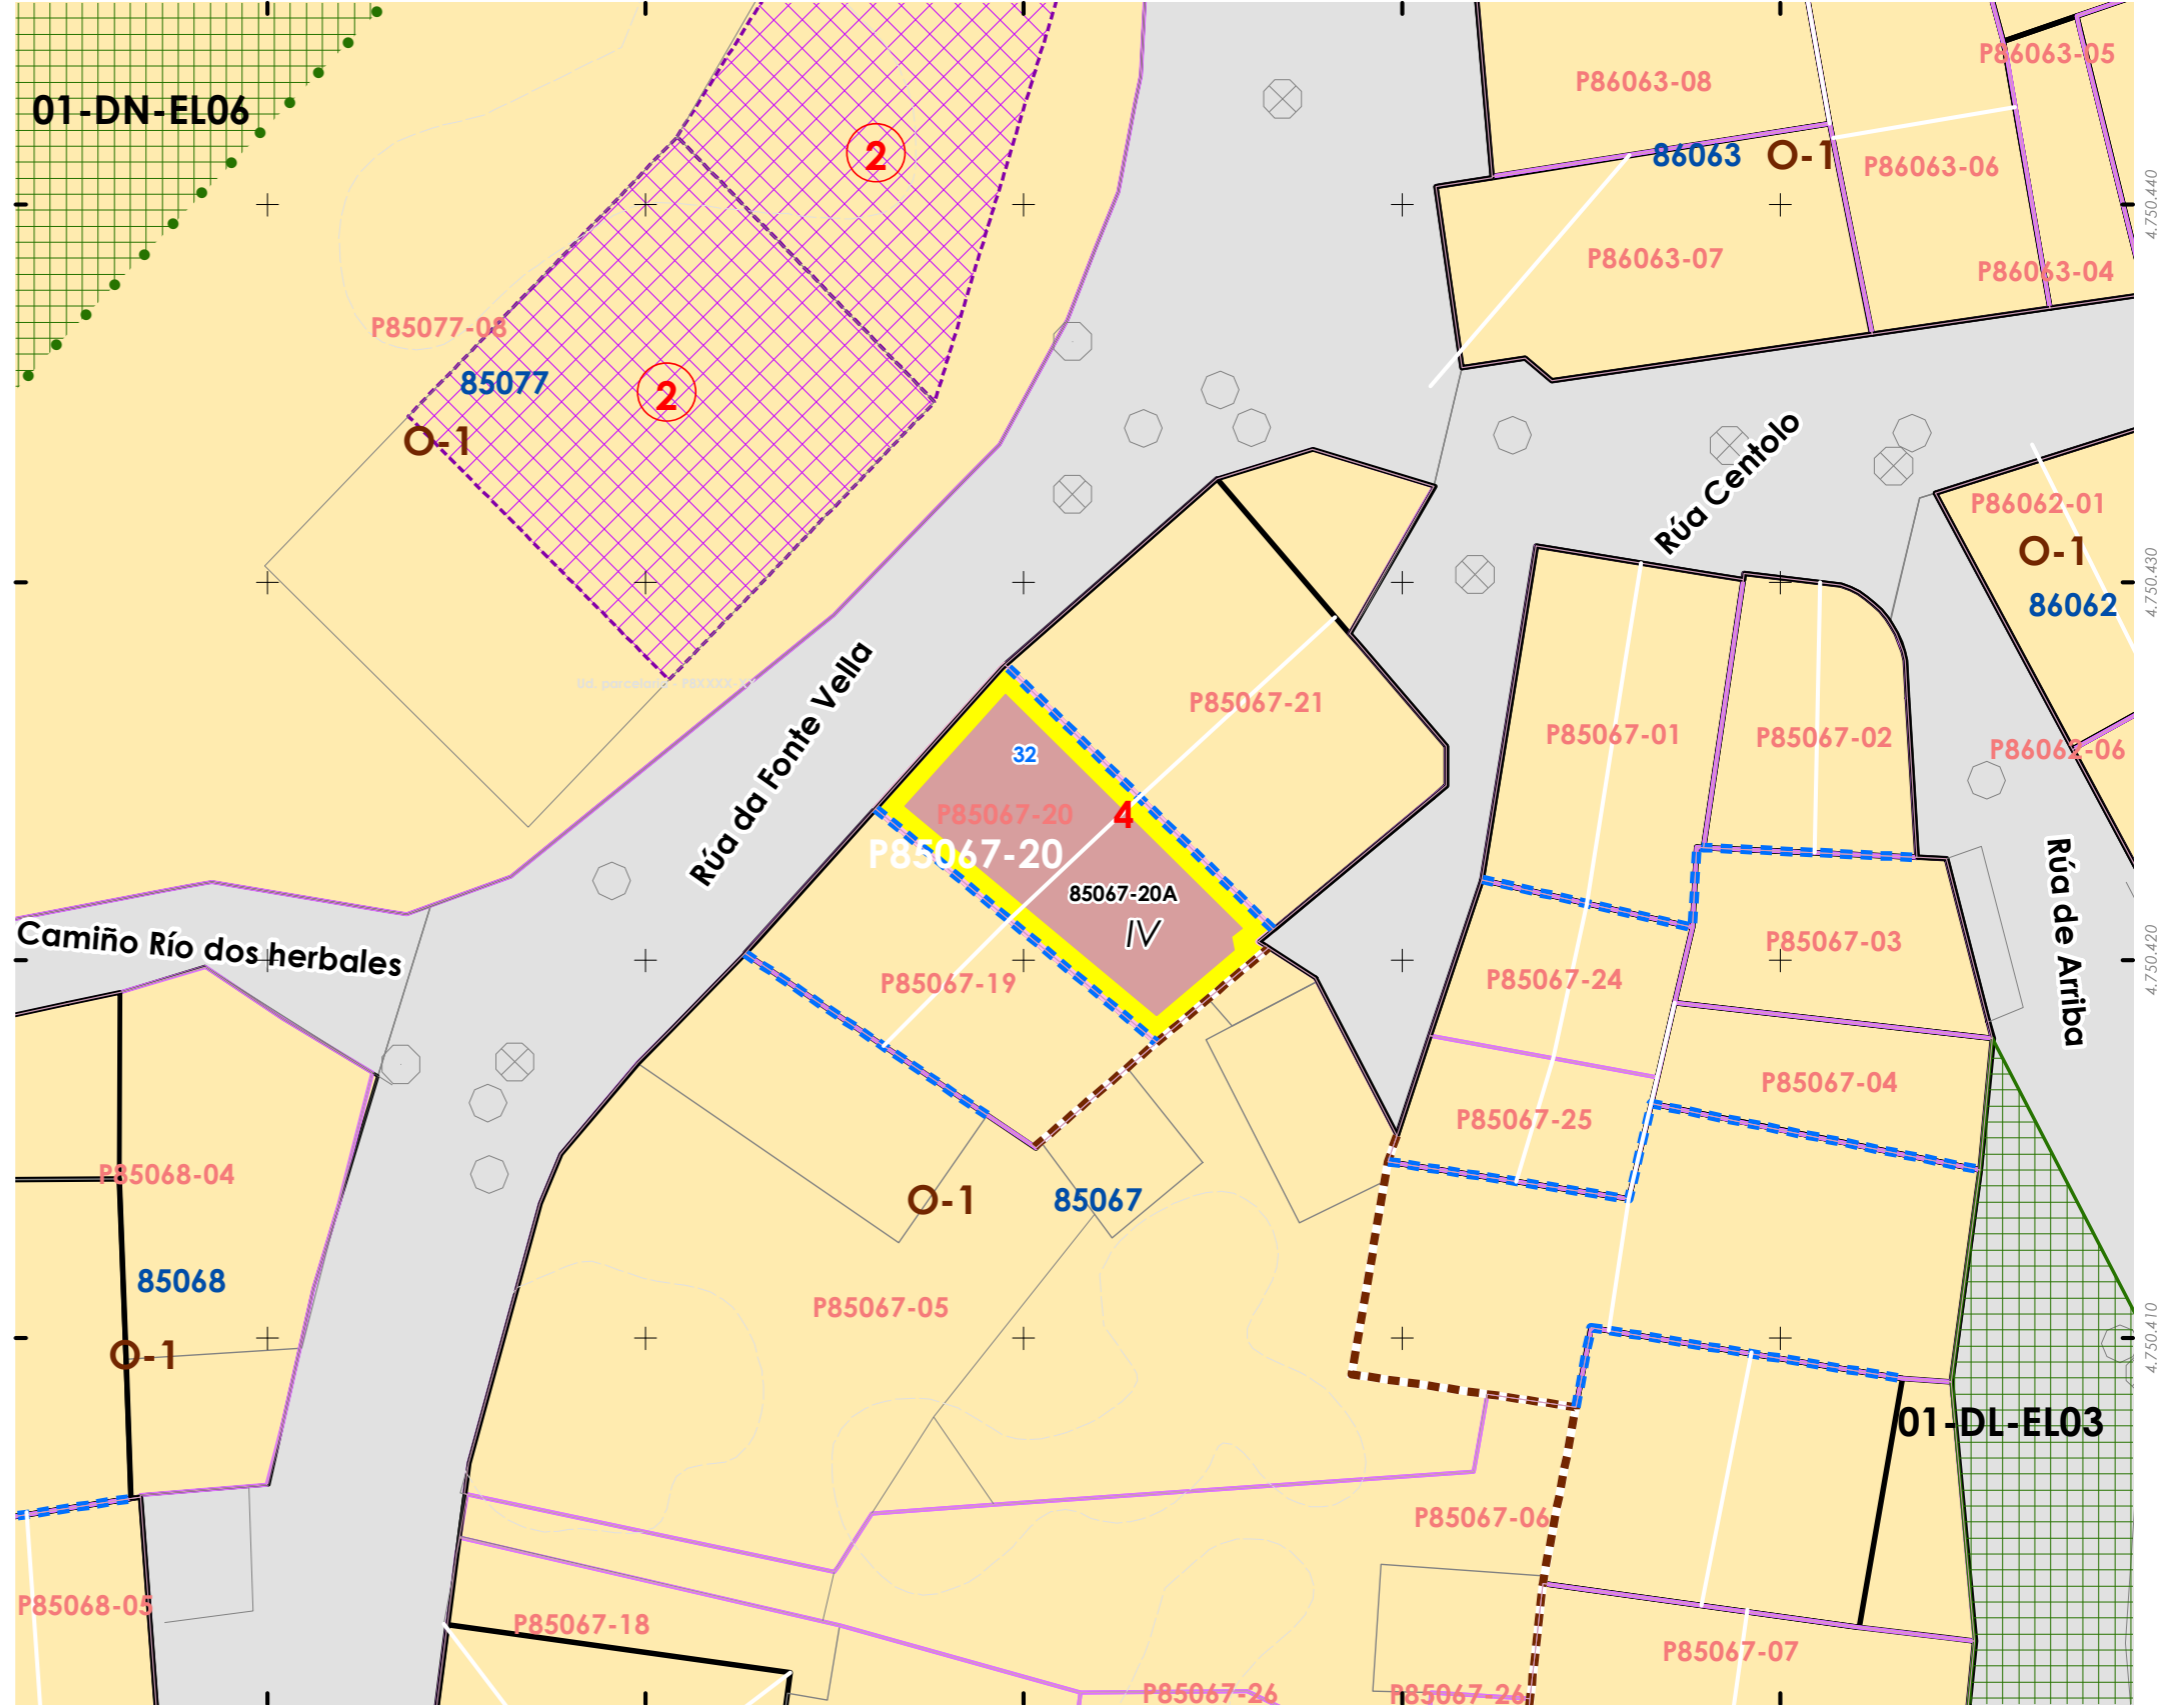 P86063-05
P86063-08
01-DN-EL06
2
86063
O-1
P86063-06
4.750.440
P86063-07
P86063-04
P85077-08
85077
2
O-1
Rúa Centolo
P86062-01
O-1
4.750.430
86062
Rúa da Fonte Vella
P85067-21
P85067-01
P85067-02
P86062-06
32
P85067-20
4
P85067-20
85067-20A
IV
Rúa de Arriba
Camiño Río dos herbales
P85067-03
4.750.420
P85067-19
P85067-24
P85067-04
P85067-25
P85068-04
O-1
85067
85068
P85067-05
4.750.410
O-1
01-DL-EL03
P85067-06
P85068-05
P85067-18
P85067-07
P85067-26
P85067-26